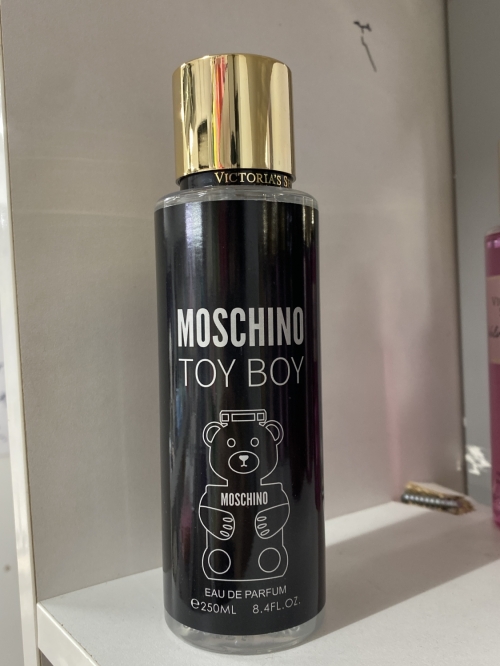 VICTORIA'S S
MOSCHINO
TOY BOY
MOSCHINO
EAU DE PARFUM
℮250ML 8.4FL.OZ.